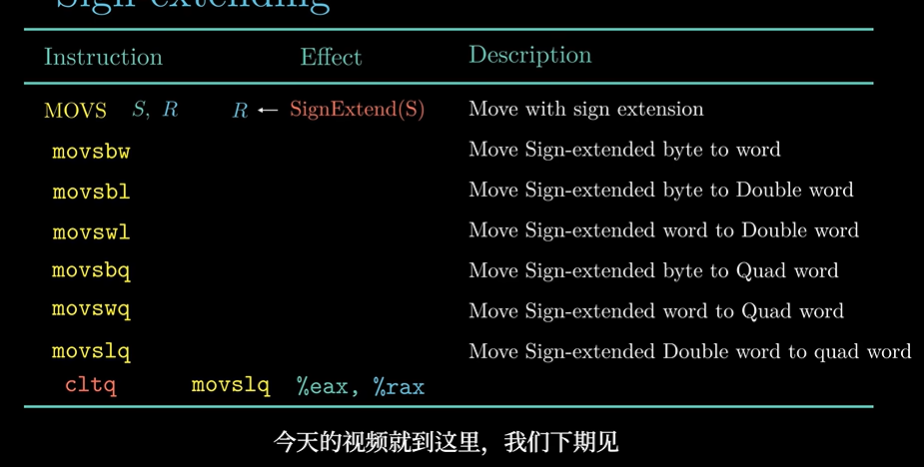 Sign-extending
Instruction Effect Description
MOVS S, R R ← SignExtend(S) Move with sign extension
movsbw Move Sign-extended byte to word
movsbl Move Sign-extended byte to Double word
movswl Move Sign-extended word to Double word
movsbq Move Sign-extended byte to Quad word
movswq Move Sign-extended word to Quad word
movslq Move Sign-extended Double word to quad word
cltq movslq %eax, %rax
今天的视频就到这里，我们下期见